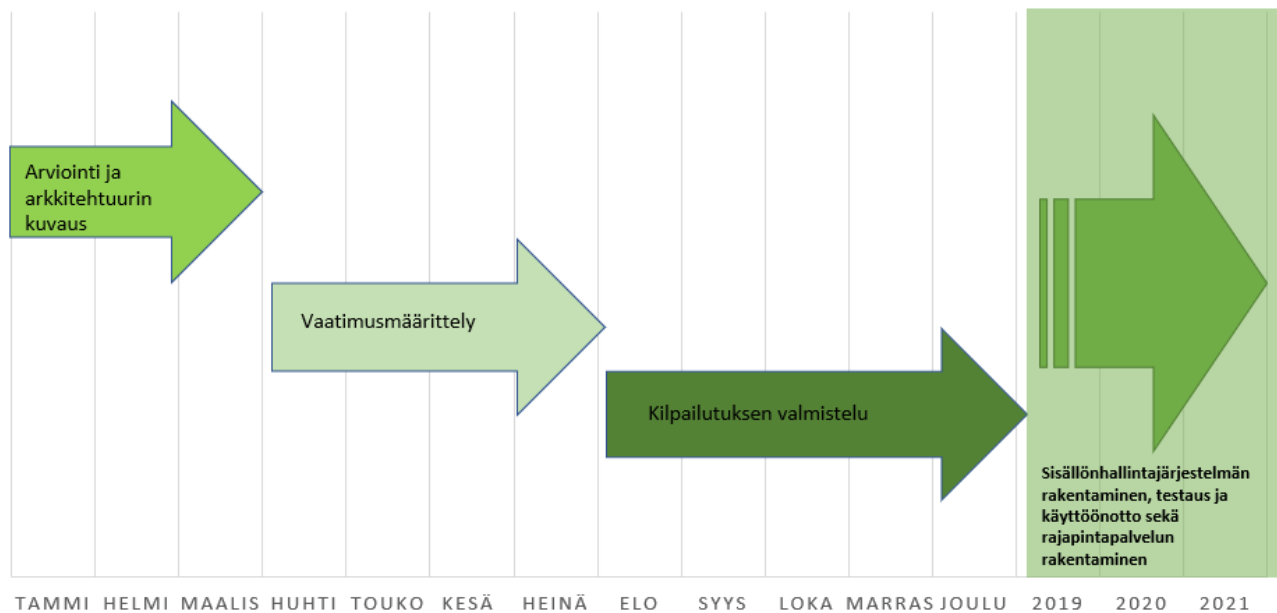 Arviointi ja
arkkitehtuurin
kuvaus
Vaatimusmäärittely
Kilpailutuksen valmistelu
Sisällönhallintajärjestelmän
rakentaminen, testaus ja
käyttöönotto sekä
rajapintapalvelun
rakentaminen
TAMMI HELMI MAALIS HUHTI TOUKO KESÄ HEINÄ ELO SYYS LOKA MARRAS JOULU 2019 2020 2021